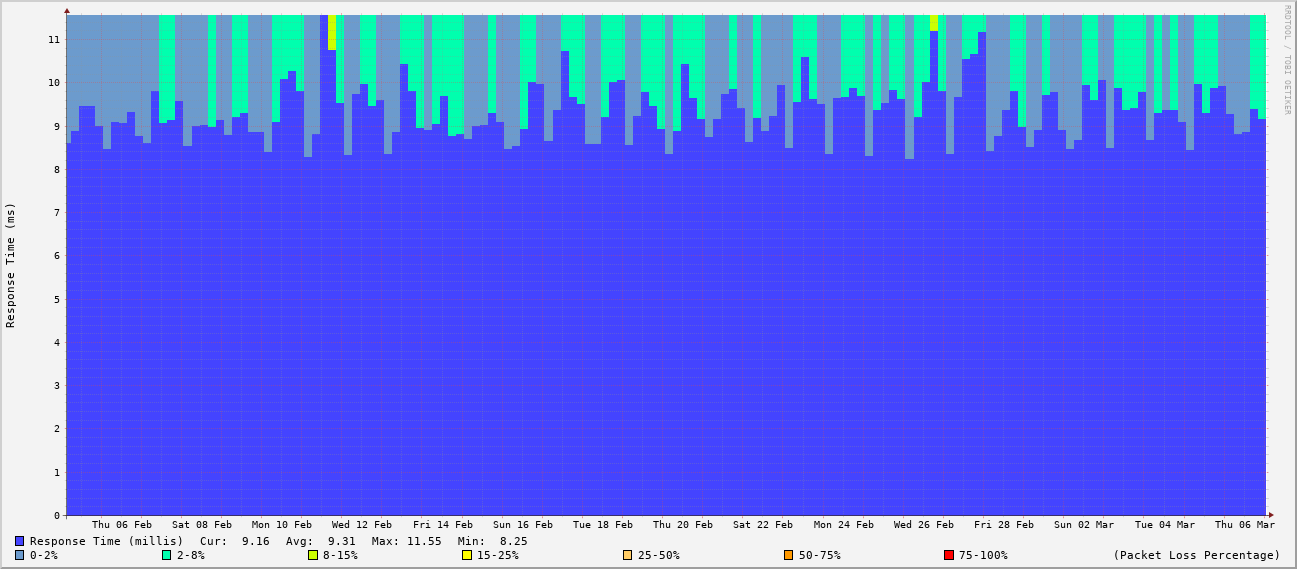 RRDTOOL / TOBI OETIKER
Response Time (ms)
11
10
9
8
7
6
5
4
3
2
1
0
Thu 06 Feb Sat 08 Feb Mon 10 Feb Wed 12 Feb Fri 14 Feb Sun 16 Feb Tue 18 Feb Thu 20 Feb Sat 22 Feb Mon 24 Feb Wed 26 Feb Fri 28 Feb Sun 02 Mar Tue 04 Mar Thu 06 Mar
Response Time (millis) Cur: 9.16 Avg: 9.31 Max: 11.55 Min: 8.25
0-2% 2-8% 8-15% 15-25% 25-50% 50-75% 75-100% (Packet Loss Percentage)